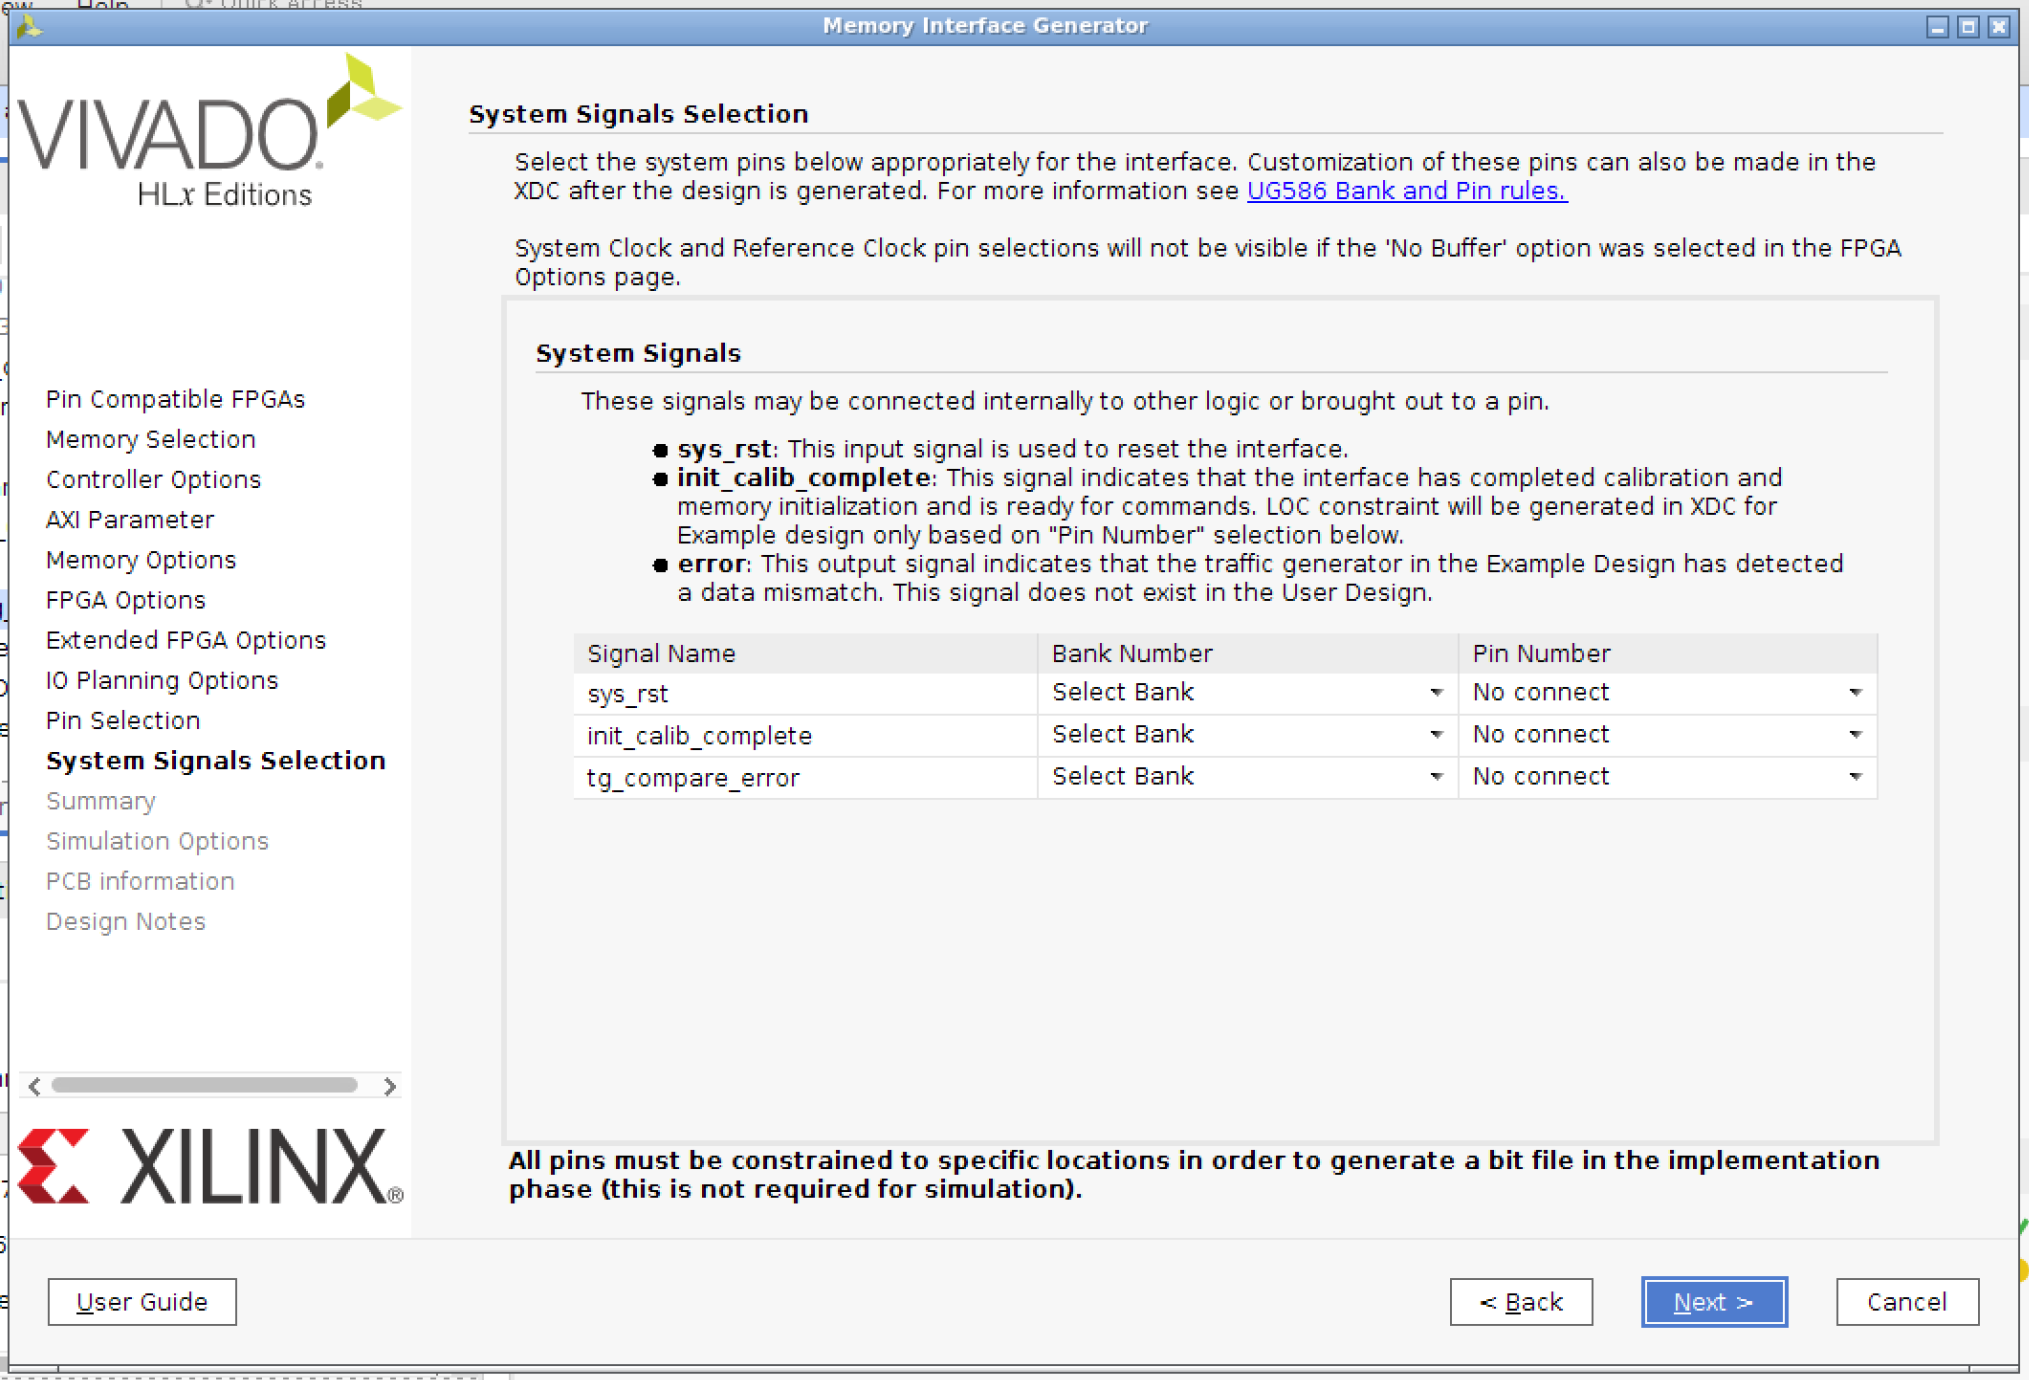 Help
Quick Access
Memory Interface Generator
VIVADO.
HLx Editions
Pin Compatible FPGAs
Memory Selection
Controller Options
AXI Parameter
Memory Options
FPGA Options
Extended FPGA Options
IO Planning Options
Pin Selection
System Signals Selection
Summary
Simulation Options
PCB information
Design Notes
XILINX®
System Signals Selection
Select the system pins below appropriately for the interface. Customization of these pins can also be made in the
XDC after the design is generated. For more information see UG586 Bank and Pin rules.
System Clock and Reference Clock pin selections will not be visible if the 'No Buffer' option was selected in the FPGA
Options page.
System Signals
These signals may be connected internally to other logic or brought out to a pin.
● sys_rst: This input signal is used to reset the interface.
● init_calib_complete: This signal indicates that the interface has completed calibration and
memory initialization and is ready for commands. LOC constraint will be generated in XDC for
Example design only based on "Pin Number" selection below.
● error: This output signal indicates that the traffic generator in the Example Design has detected
a data mismatch. This signal does not exist in the User Design.
Signal Name Bank Number Pin Number
sys_rst Select Bank No connect
init_calib_complete Select Bank No connect
tg_compare_error Select Bank No connect
All pins must be constrained to specific locations in order to generate a bit file in the implementation
phase (this is not required for simulation).
User Guide < Back Next > Cancel